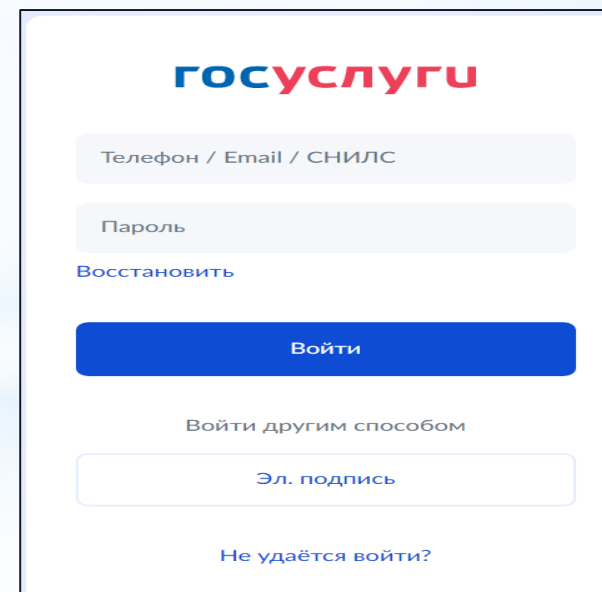 госуслуги
Телефон / Email / СНИЛС
Пароль
Восстановить
Войти
Войти другим способом
Эл. подпись
Не удаётся войти?